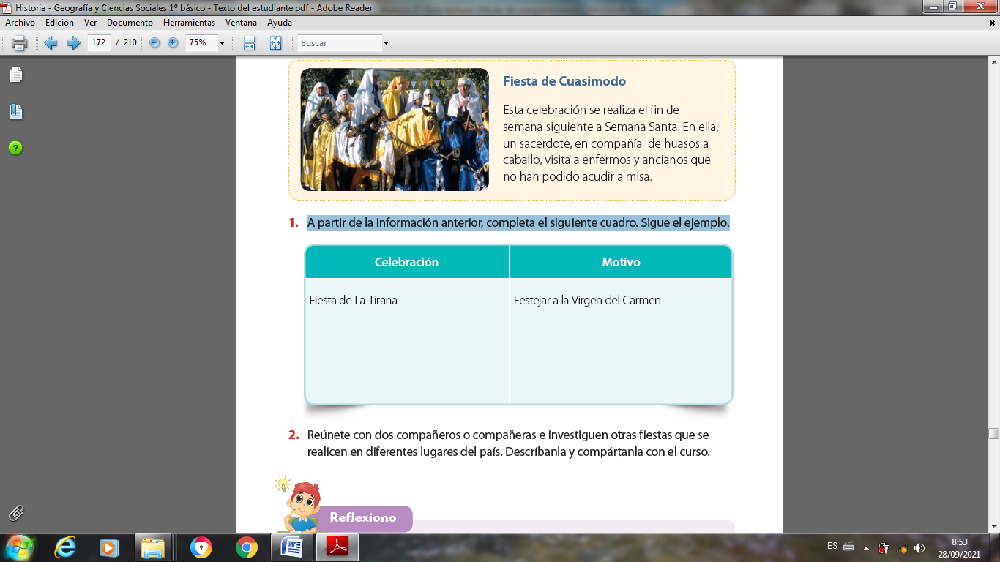 Historia - Geografía y Ciencias Sociales 1º básico - Texto del estudiante.pdf - Adobe Reader
Archivo Edición Ver Documento Herramientas Ventana Ayuda
172 / 210 75% Buscar
Fiesta de Cuasimodo
Esta celebración se realiza el fin de
semana siguiente a Semana Santa. En ella,
un sacerdote, en compañía de huasos a
caballo, visita a enfermos y ancianos que
no han podido acudir a misa.
1. A partir de la información anterior, completa el siguiente cuadro. Sigue el ejemplo.
Celebración Motivo
Fiesta de La Tirana Festejar a la Virgen del Carmen
2. Reúnete con dos compañeros o compañeras e investiguen otras fiestas que se
realicen en diferentes lugares del país. Descríbanla y compártanla con el curso.
Reflexiono
ES 8:53
28/09/2021